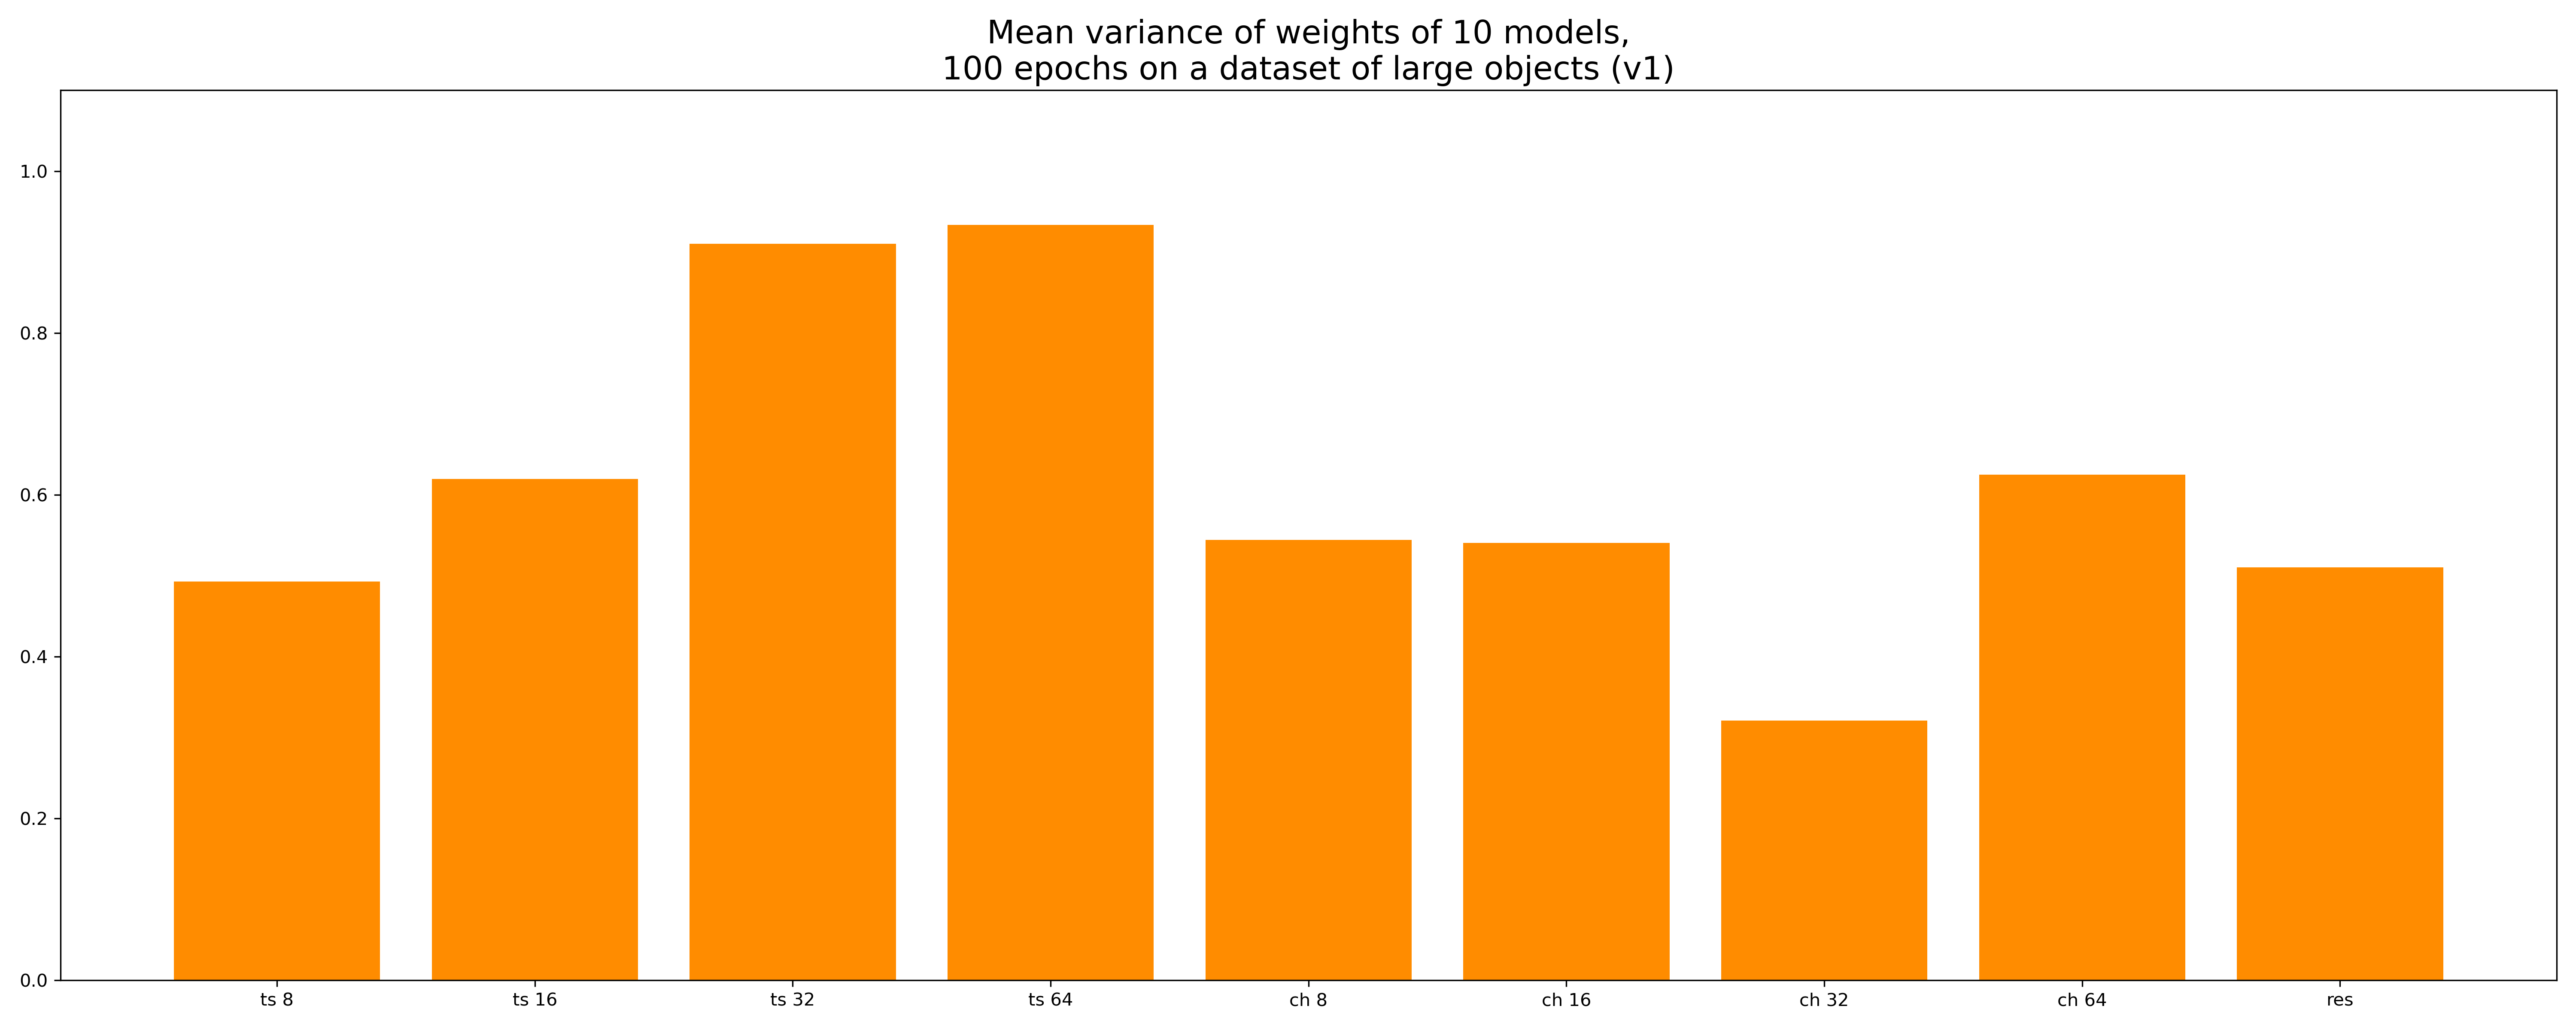 Mean variance of weights of 10 models,
100 epochs on a dataset of large objects (v1)
1.0
0.8
0.6
0.4
0.2
0.0
ts 8 ts 16 ts 32 ts 64 ch 8 ch 16 ch 32 ch 64 res